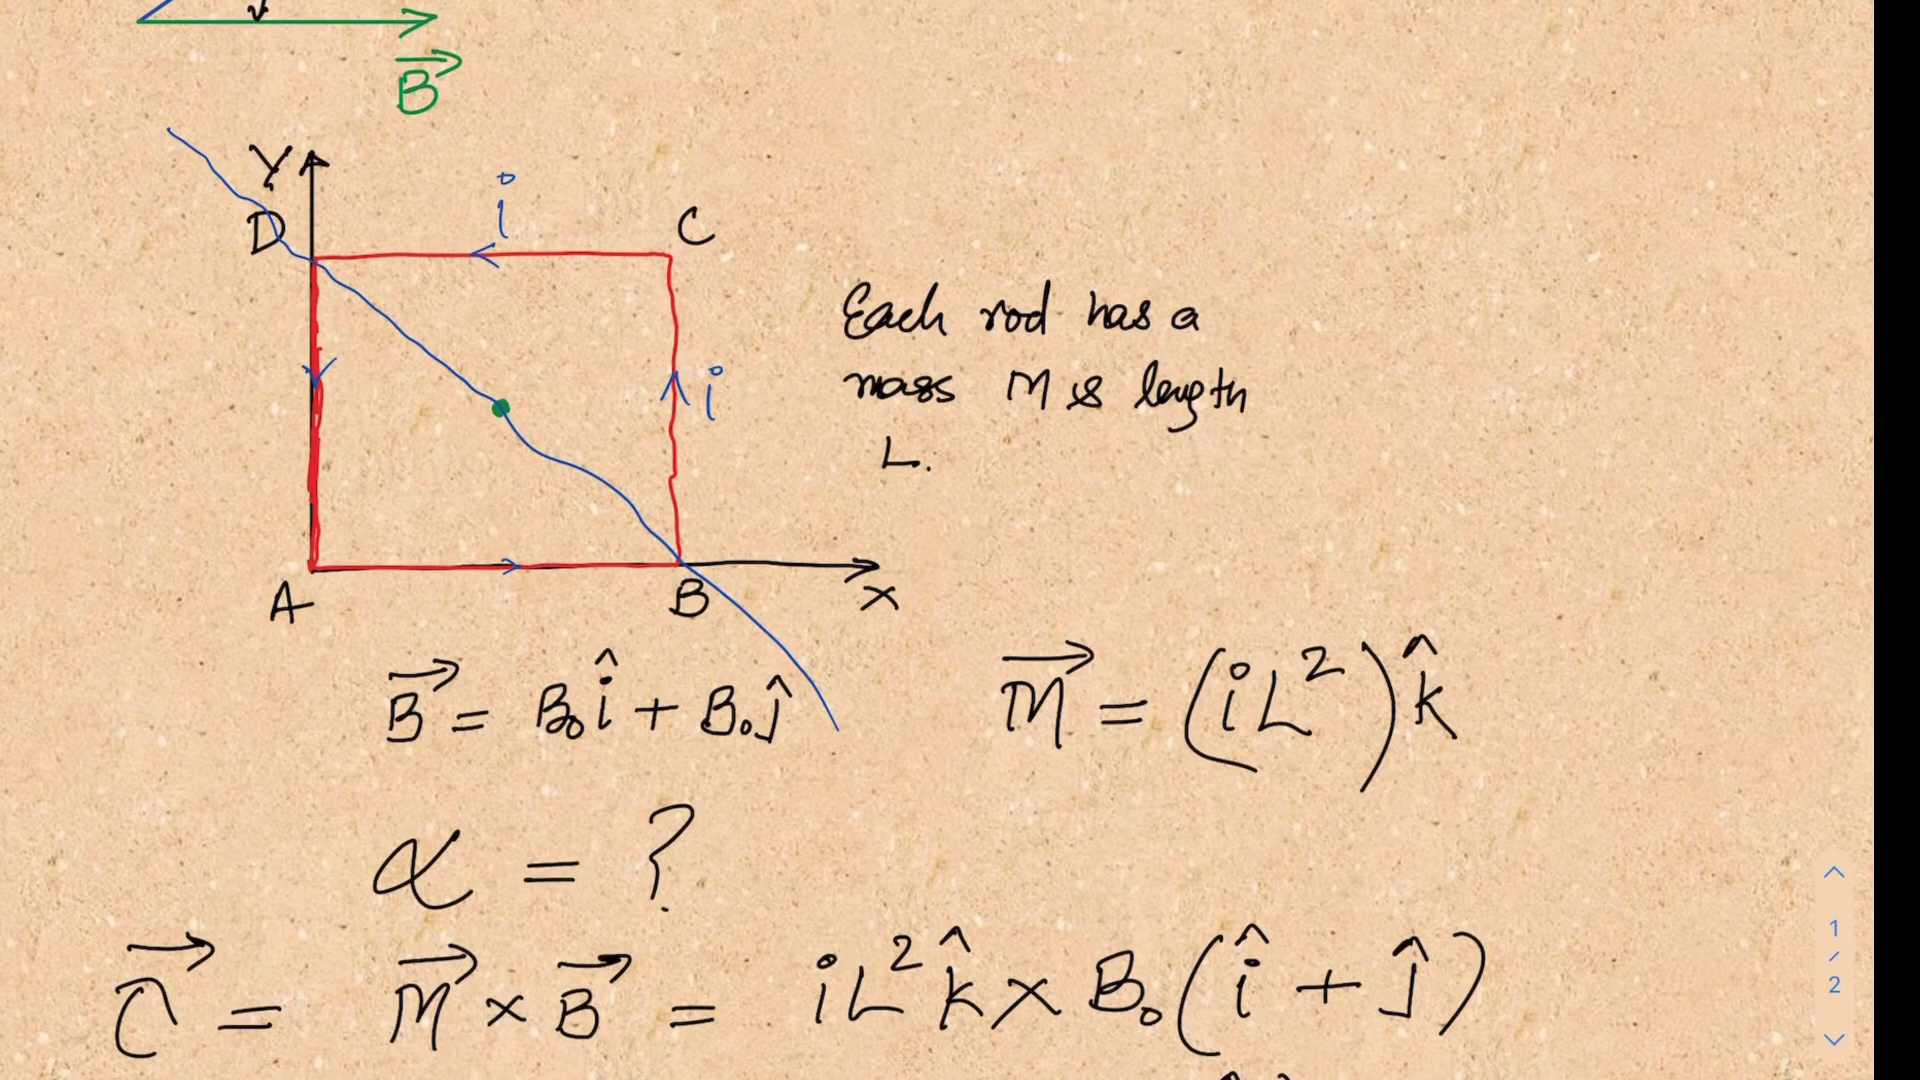 B⃗
Y
i
D
C
Each rod has a
mass M & length
i
L.
A
B
X
B⃗ = B₀î + B₀ĵ
M⃗ = (iL²)k̂
α = ?
C⃗ = M⃗ × B⃗ = iL²k̂ × B₀(î + ĵ)
1
/
2